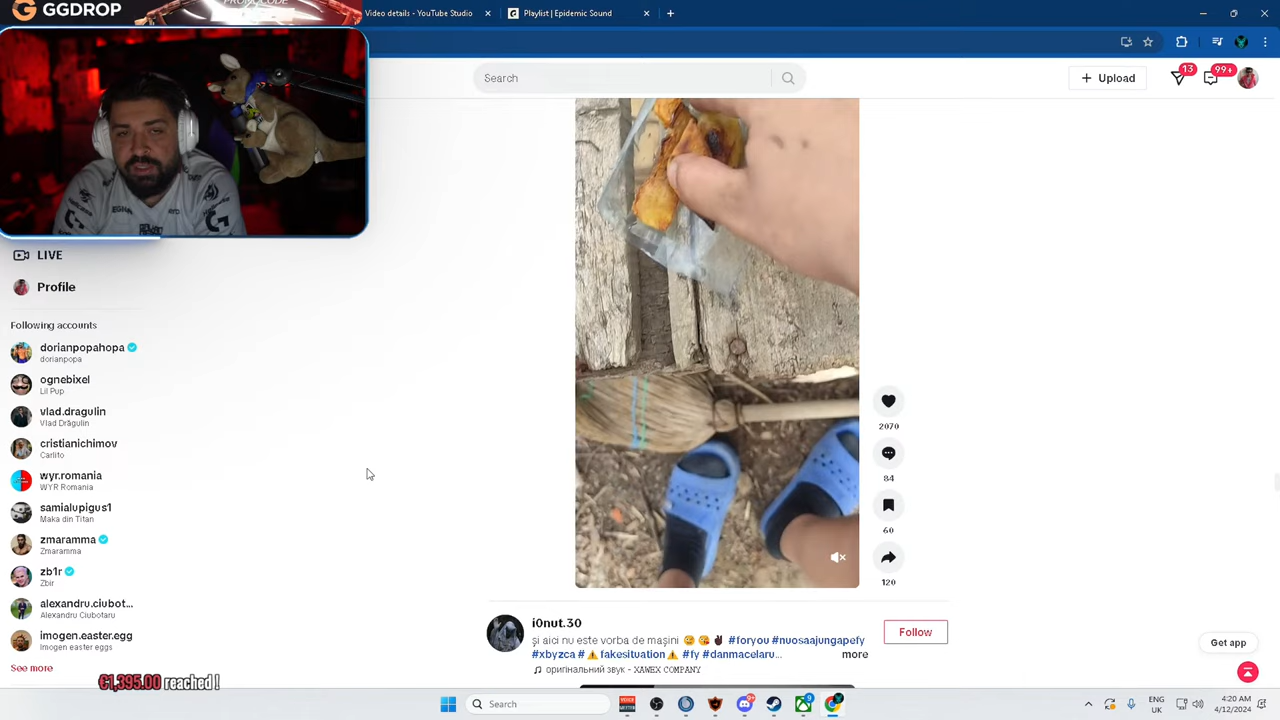 GGDROP
PROMOCODE
Video details - YouTube Studio
Playlist | Epidemic Sound
Search
Upload
13
99+
LIVE
Profile
Following accounts
dorianpopahopa
dorianpopa
ognebixel
Lil Pup
vlad.dragulin
Vlad Drăgulin
cristianichimov
Carlito
wyr.romania
WYR Romania
samialupigus1
Maka din Titan
zmaramma
Zmaramma
zb1r
Zbir
alexandru.ciubot...
Alexandru Ciubotaru
imogen.easter.egg
Imogen easter eggs
See more
€1,395.00 reached !
2070
84
60
120
i0nut.30
și aici nu este vorba de mașini 😜 😘 ✌🏿 #foryou #nuosaajungapefy
#xbyzca #⚠️fakesituation⚠️ #fy #danmacelaru...
more
♫ оригінальний звук - XAWEX COMPANY
Follow
Get app
Search
ENG
UK
4:20 AM
4/12/2024